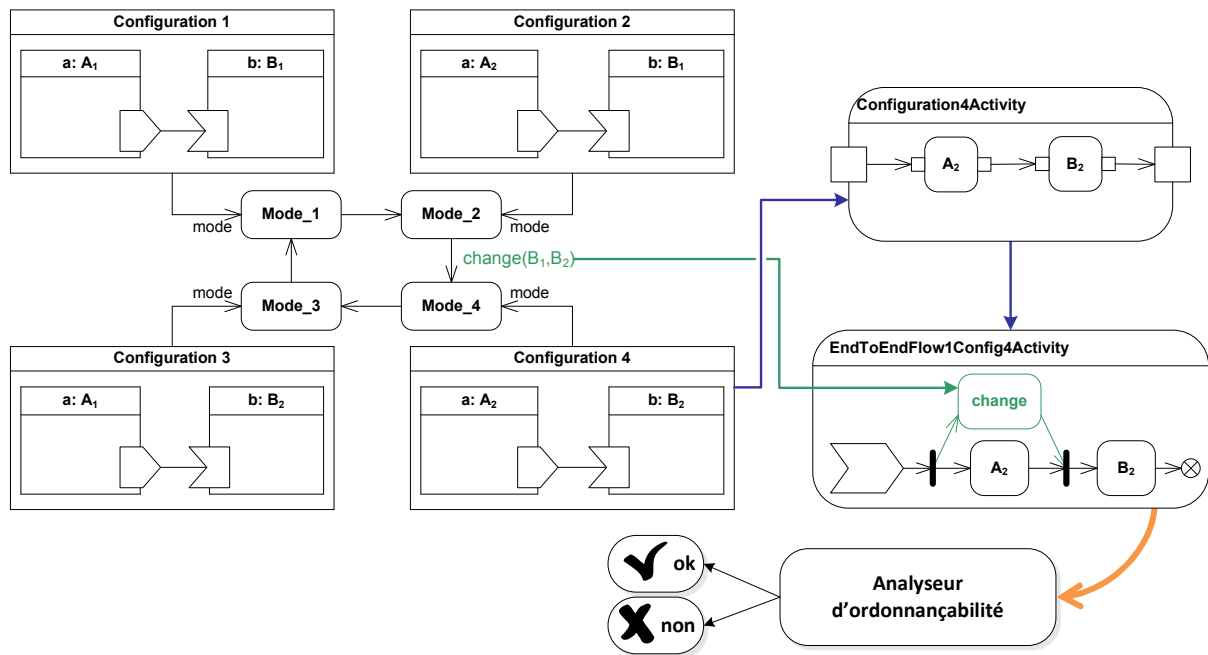 Configuration 1
a: A₁
b: B₁
Configuration 2
a: A₂
b: B₁
Configuration4Activity
A₂
B₂
mode
Mode_1
Mode_2
mode
change(B₁,B₂)
mode
Mode_3
Mode_4
mode
Configuration 3
a: A₁
b: B₂
Configuration 4
a: A₂
b: B₂
EndToEndFlow1Config4Activity
change
A₂
B₂
ok
non
Analyseur
d’ordonnançabilité